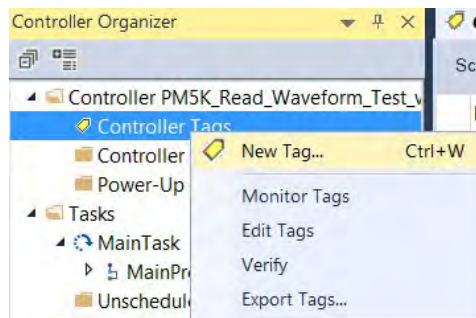 Controller Organizer
Sc
Controller PM5K_Read_Waveform_Test_
Controller Tags
Controller
New Tag... Ctrl+W
Power-Up
Monitor Tags
Tasks
Edit Tags
MainTask
Verify
MainPr
Unschedul
Export Tags...